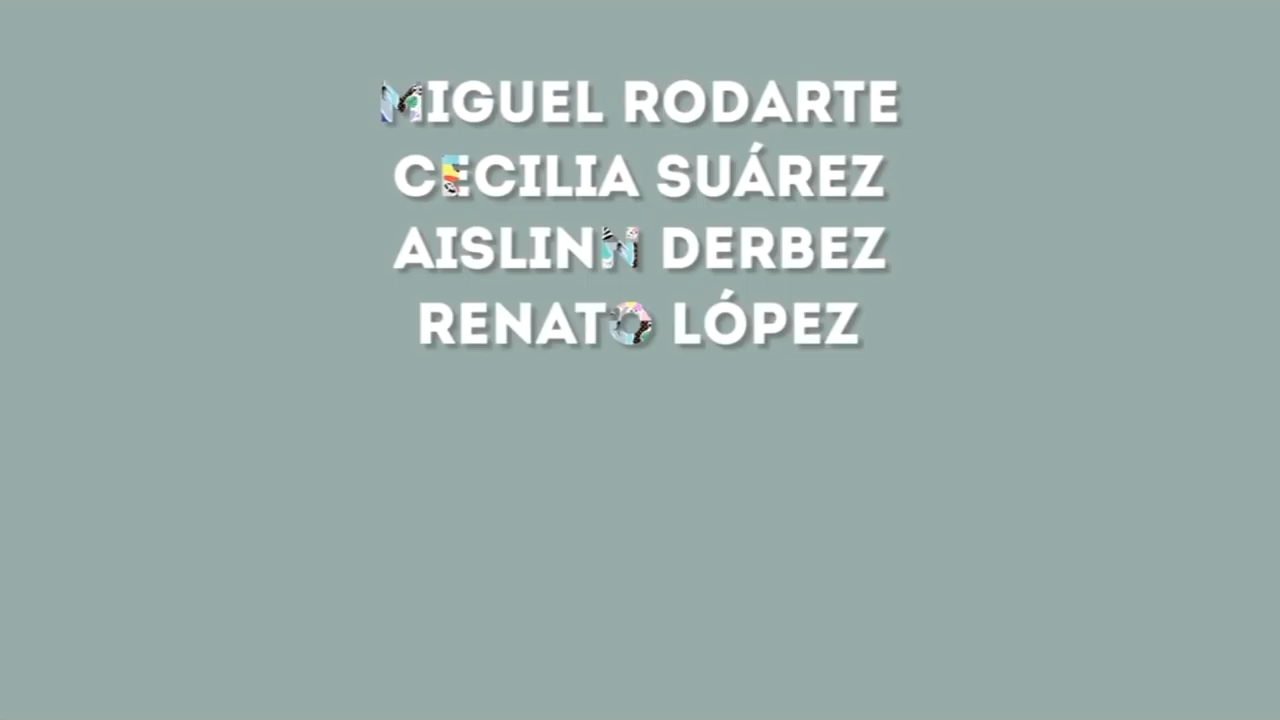 MIGUEL RODARTE
CECILIA SUÁREZ
AISLINN DERBEZ
RENATO LÓPEZ